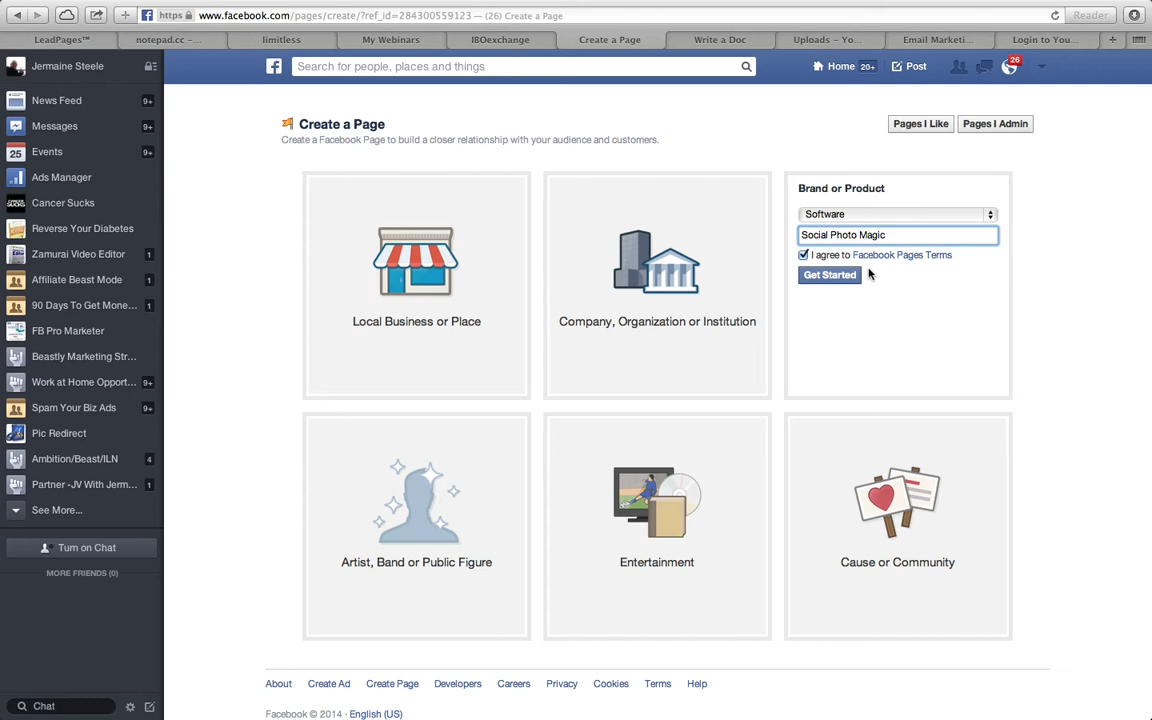 https www.facebook.com/pages/create/?ref_id=284300559123 — (26) Create a Page
Reader
LeadPages™
notepad.cc –...
limitless
My Webinars
IBOexchange
Create a Page
Write a Doc
Uploads – Yo...
Email Marketi...
Login to You...
Jermaine Steele
Search for people, places and things
Home 20+
Post
26
News Feed 9+
Messages 9+
25 Events 9+
Ads Manager
CANCER SUCKS Cancer Sucks
Reverse Your Diabetes
Zamurai Video Editor 1
Affiliate Beast Mode 1
90 Days To Get Mone... 1
FB Pro Marketer
Beastly Marketing Str...
Work at Home Opport... 9+
Spam Your Biz Ads 9+
Pic Redirect
Ambition/Beast/ILN 4
Partner -JV With Jerm... 1
See More...
Turn on Chat
MORE FRIENDS (0)
Chat
Create a Page
Create a Facebook Page to build a closer relationship with your audience and customers.
Pages I Like
Pages I Admin
Local Business or Place
Company, Organization or Institution
Brand or Product
Software
Social Photo Magic
I agree to Facebook Pages Terms
Get Started
Artist, Band or Public Figure
Entertainment
Cause or Community
About Create Ad Create Page Developers Careers Privacy Cookies Terms Help
Facebook © 2014 · English (US)